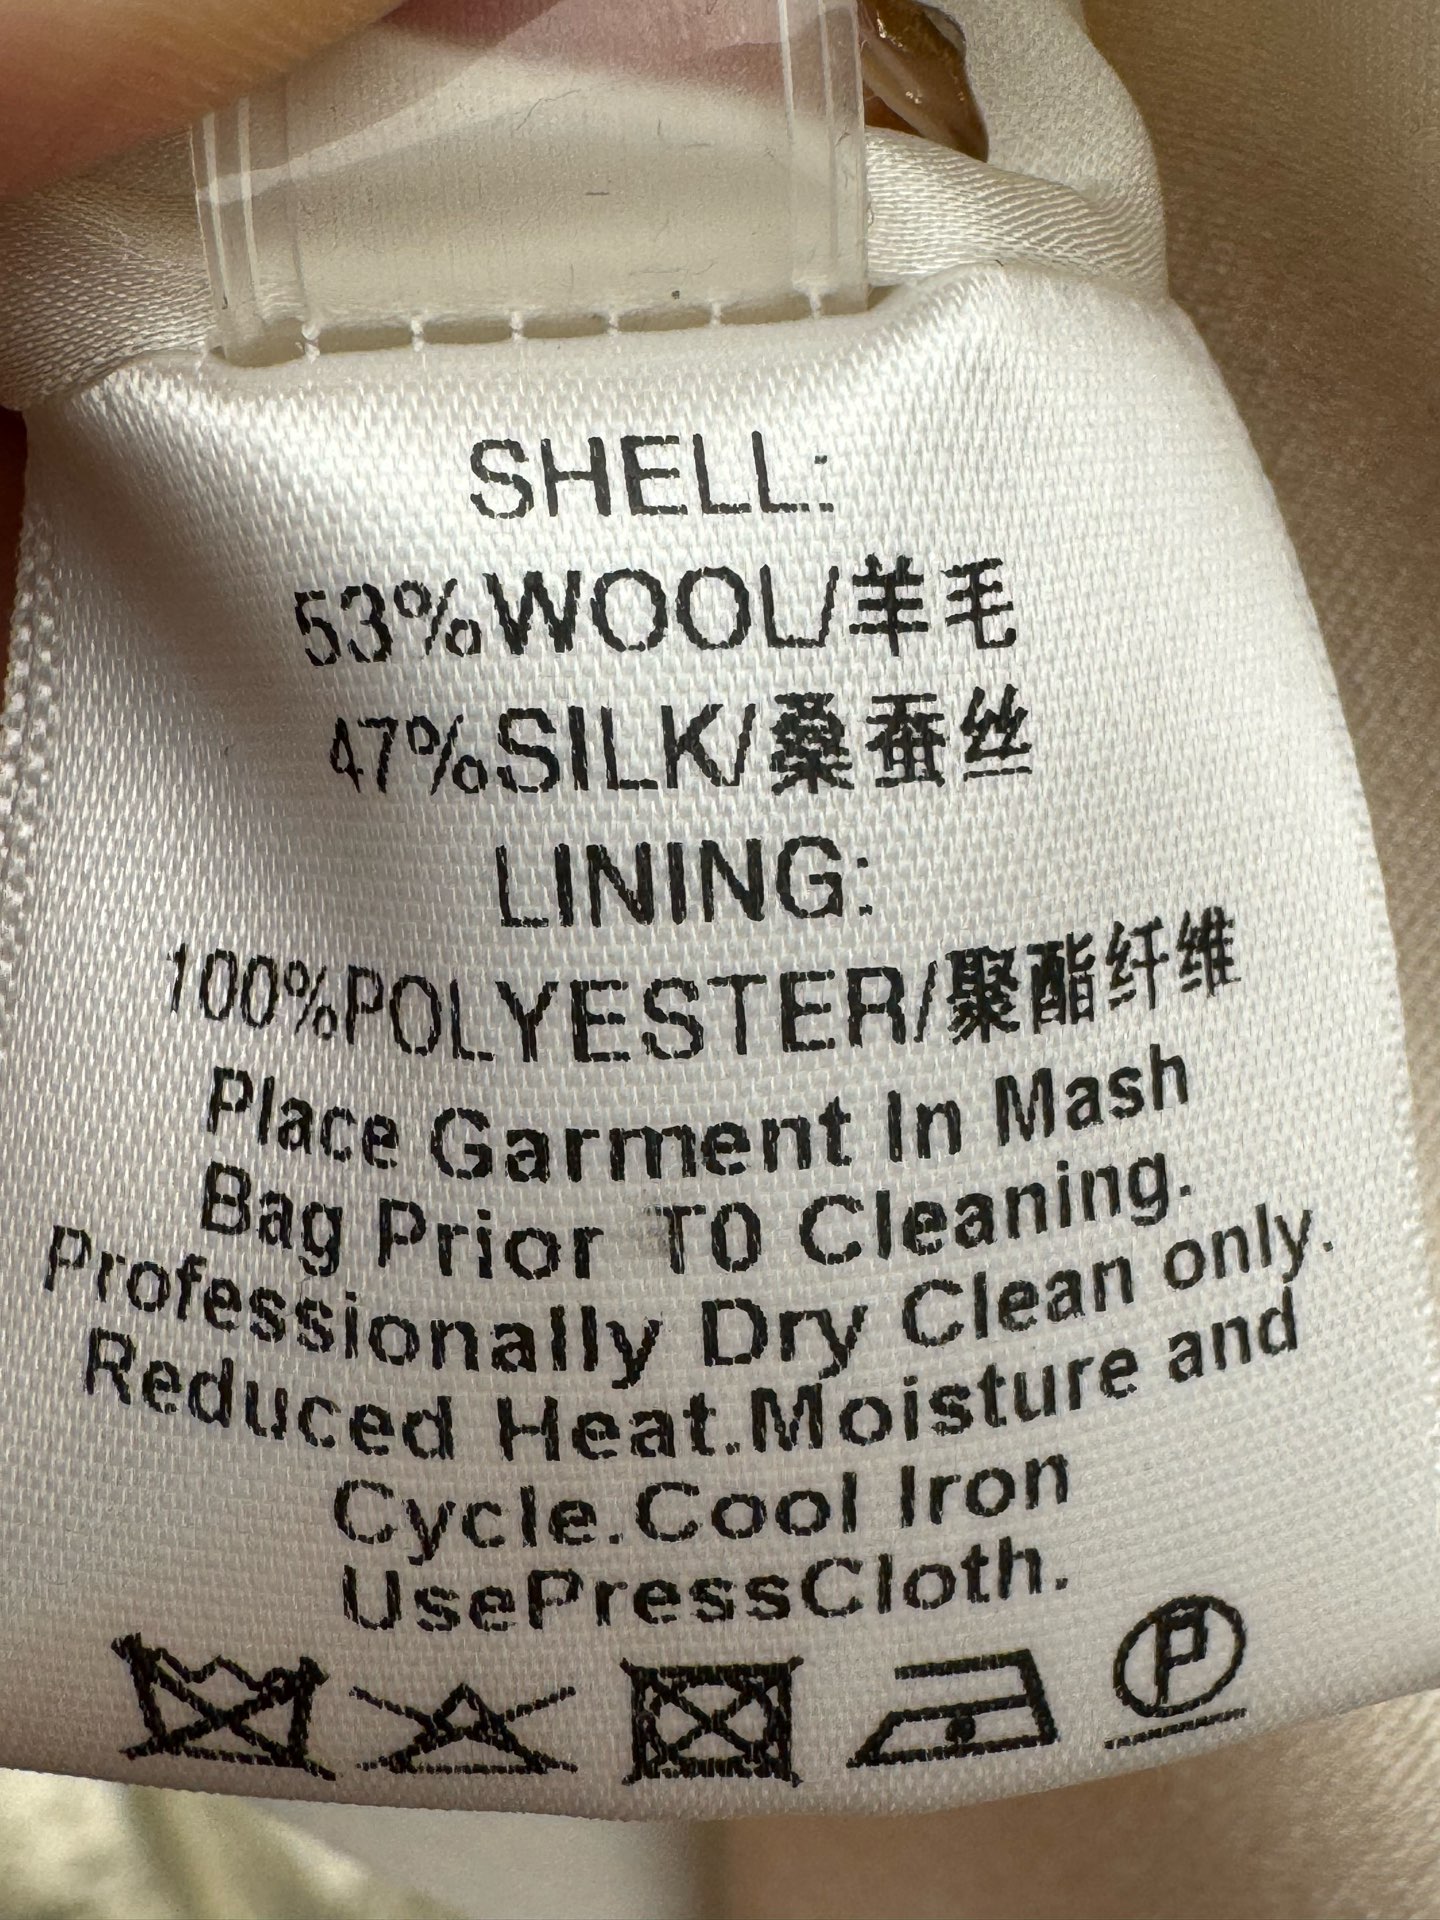 SHELL:
53%WOOL/羊毛
47%SILK/桑蚕丝
LINING:
100%POLYESTER/聚酯纤维
Place Garment In Mash
Bag Prior T0 Cleaning.
Professionally Dry Clean only.
Reduced Heat.Moisture and
Cycle.Cool Iron
UsePressCloth.
P